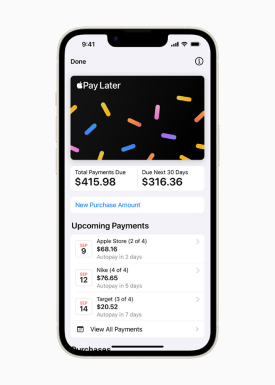 9:41
Done
Pay Later
Total Payments Due
$415.98
Due Next 30 Days
$316.36
New Purchase Amount
Upcoming Payments
SEP
9
Apple Store (2 of 4)
$68.16
Autopay in 2 days
SEP
12
Nike (4 of 4)
$76.65
Autopay in 5 days
SEP
14
Target (3 of 4)
$20.52
Autopay in 7 days
View All Payments
Purchases